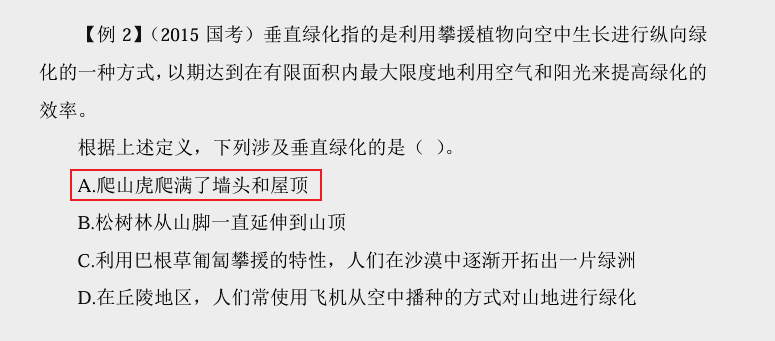 【例 2】（2015 国考）垂直绿化指的是利用攀援植物向空中生长进行纵向绿
化的一种方式，以期达到在有限面积内最大限度地利用空气和阳光来提高绿化的
效率。
根据上述定义，下列涉及垂直绿化的是（ ）。
A.爬山虎爬满了墙头和屋顶
B.松树林从山脚一直延伸到山顶
C.利用巴根草匍匐攀援的特性，人们在沙漠中逐渐开拓出一片绿洲
D.在丘陵地区，人们常使用飞机从空中播种的方式对山地进行绿化